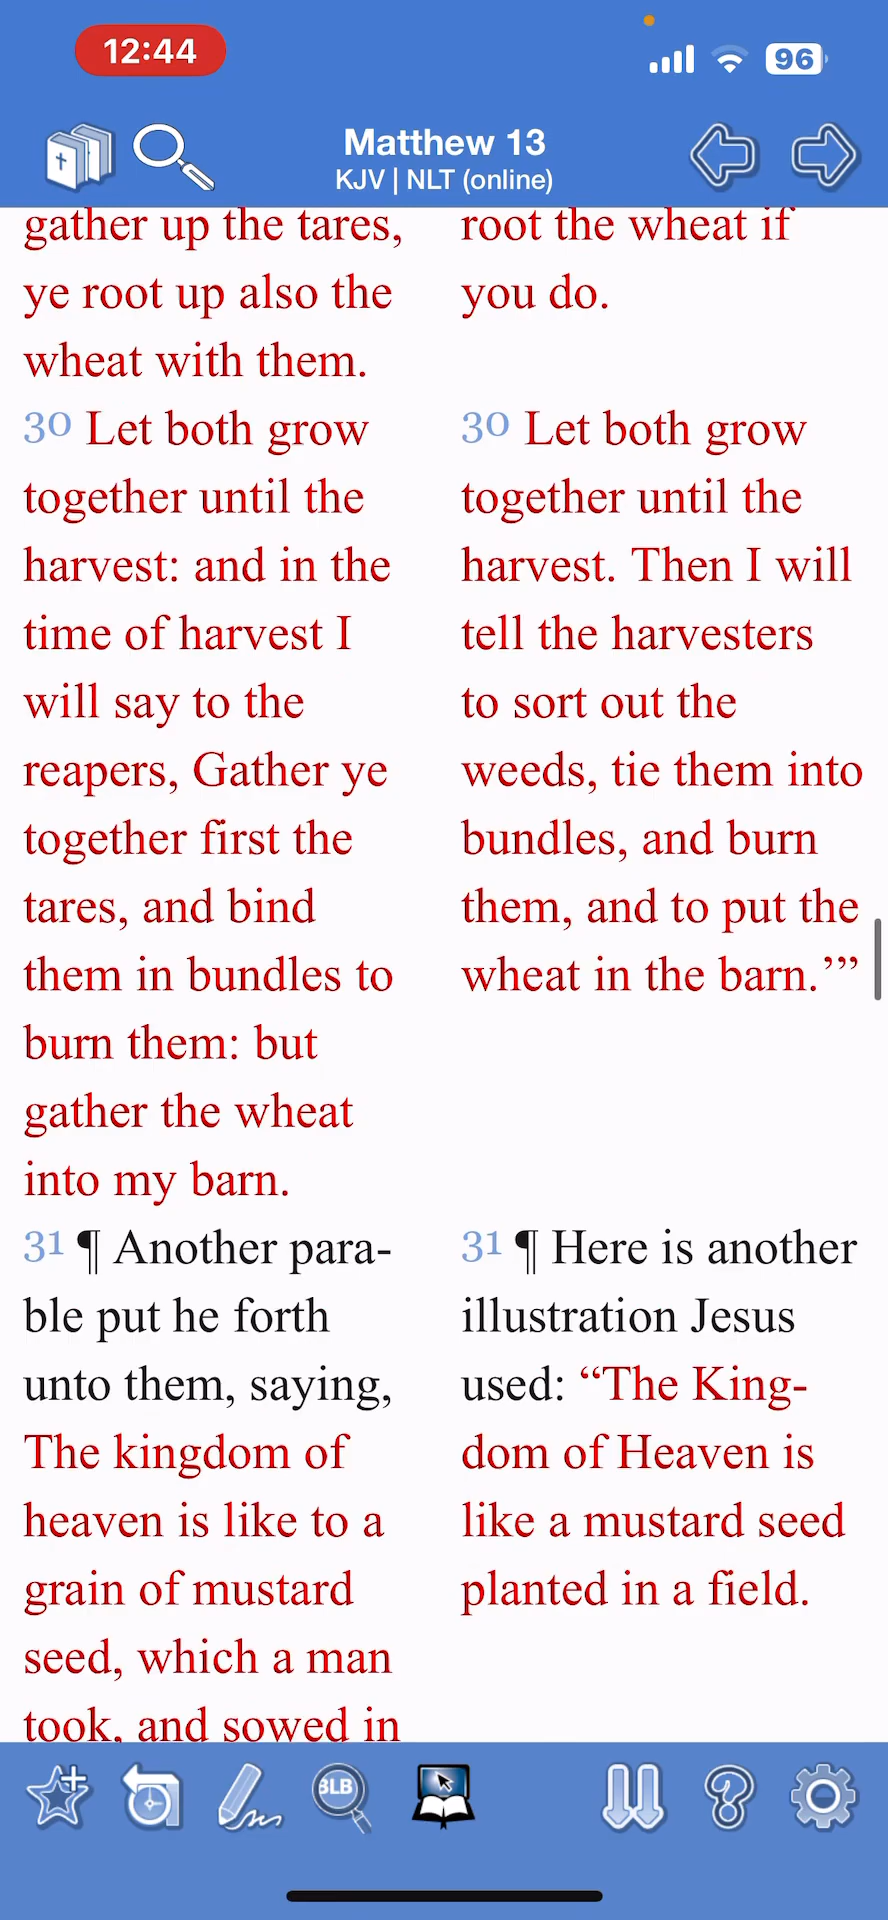 12:44
96
Matthew 13
KJV | NLT (online)
gather up the tares,
ye root up also the
wheat with them.
30 Let both grow
together until the
harvest: and in the
time of harvest I
will say to the
reapers, Gather ye
together first the
tares, and bind
them in bundles to
burn them: but
gather the wheat
into my barn.
31 ¶ Another para-
ble put he forth
unto them, saying,
The kingdom of
heaven is like to a
grain of mustard
seed, which a man
took, and sowed in
root the wheat if
you do.
30 Let both grow
together until the
harvest. Then I will
tell the harvesters
to sort out the
weeds, tie them into
bundles, and burn
them, and to put the
wheat in the barn.’”
31 ¶ Here is another
illustration Jesus
used: “The King-
dom of Heaven is
like a mustard seed
planted in a field.
BLB